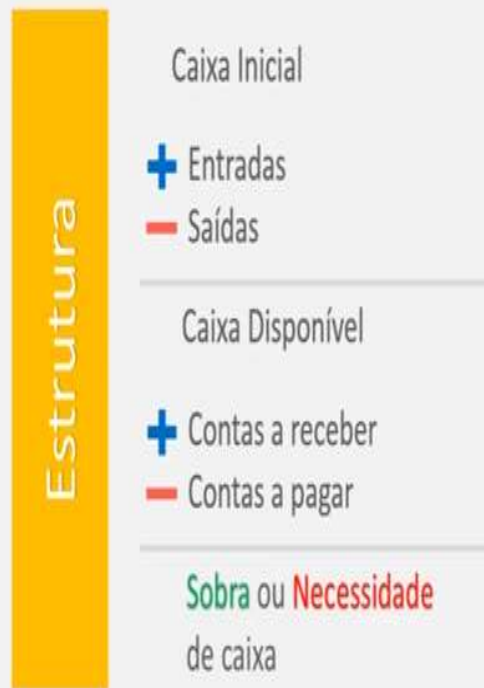 Estrutura
Caixa Inicial
+ Entradas
− Saídas
Caixa Disponível
+ Contas a receber
− Contas a pagar
Sobra ou Necessidade
de caixa